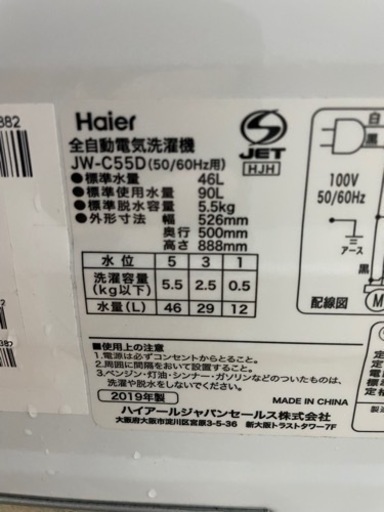 882
Haier
全自動電気洗濯機
JW-C55D(50/60Hz用)
●標準水量 46L
●標準使用水量 90L
●標準脱水容量 5.5kg
●外形寸法 幅 526mm
奥行 500mm
高さ 888mm
JET
HJH
白
100V
50/60Hz
アース
黒
配線図
M
水位 5 3 1
洗濯容量(kg以下) 5.5 2.5 0.5
水量(L) 46 29 12
■使用上の注意
1.電源は必ずコンセントからとること。
2.周囲に間隔をおいて設置すること。
3.ベンジン・灯油・シンナー・ガソリンなどのついたものは、
洗濯や脱水をしないでください。
2019年製
MADE IN CHINA
ハイアールジャパンセールス株式会社
大阪府大阪市淀川区宮原3-5-36 新大阪トラストタワー7F